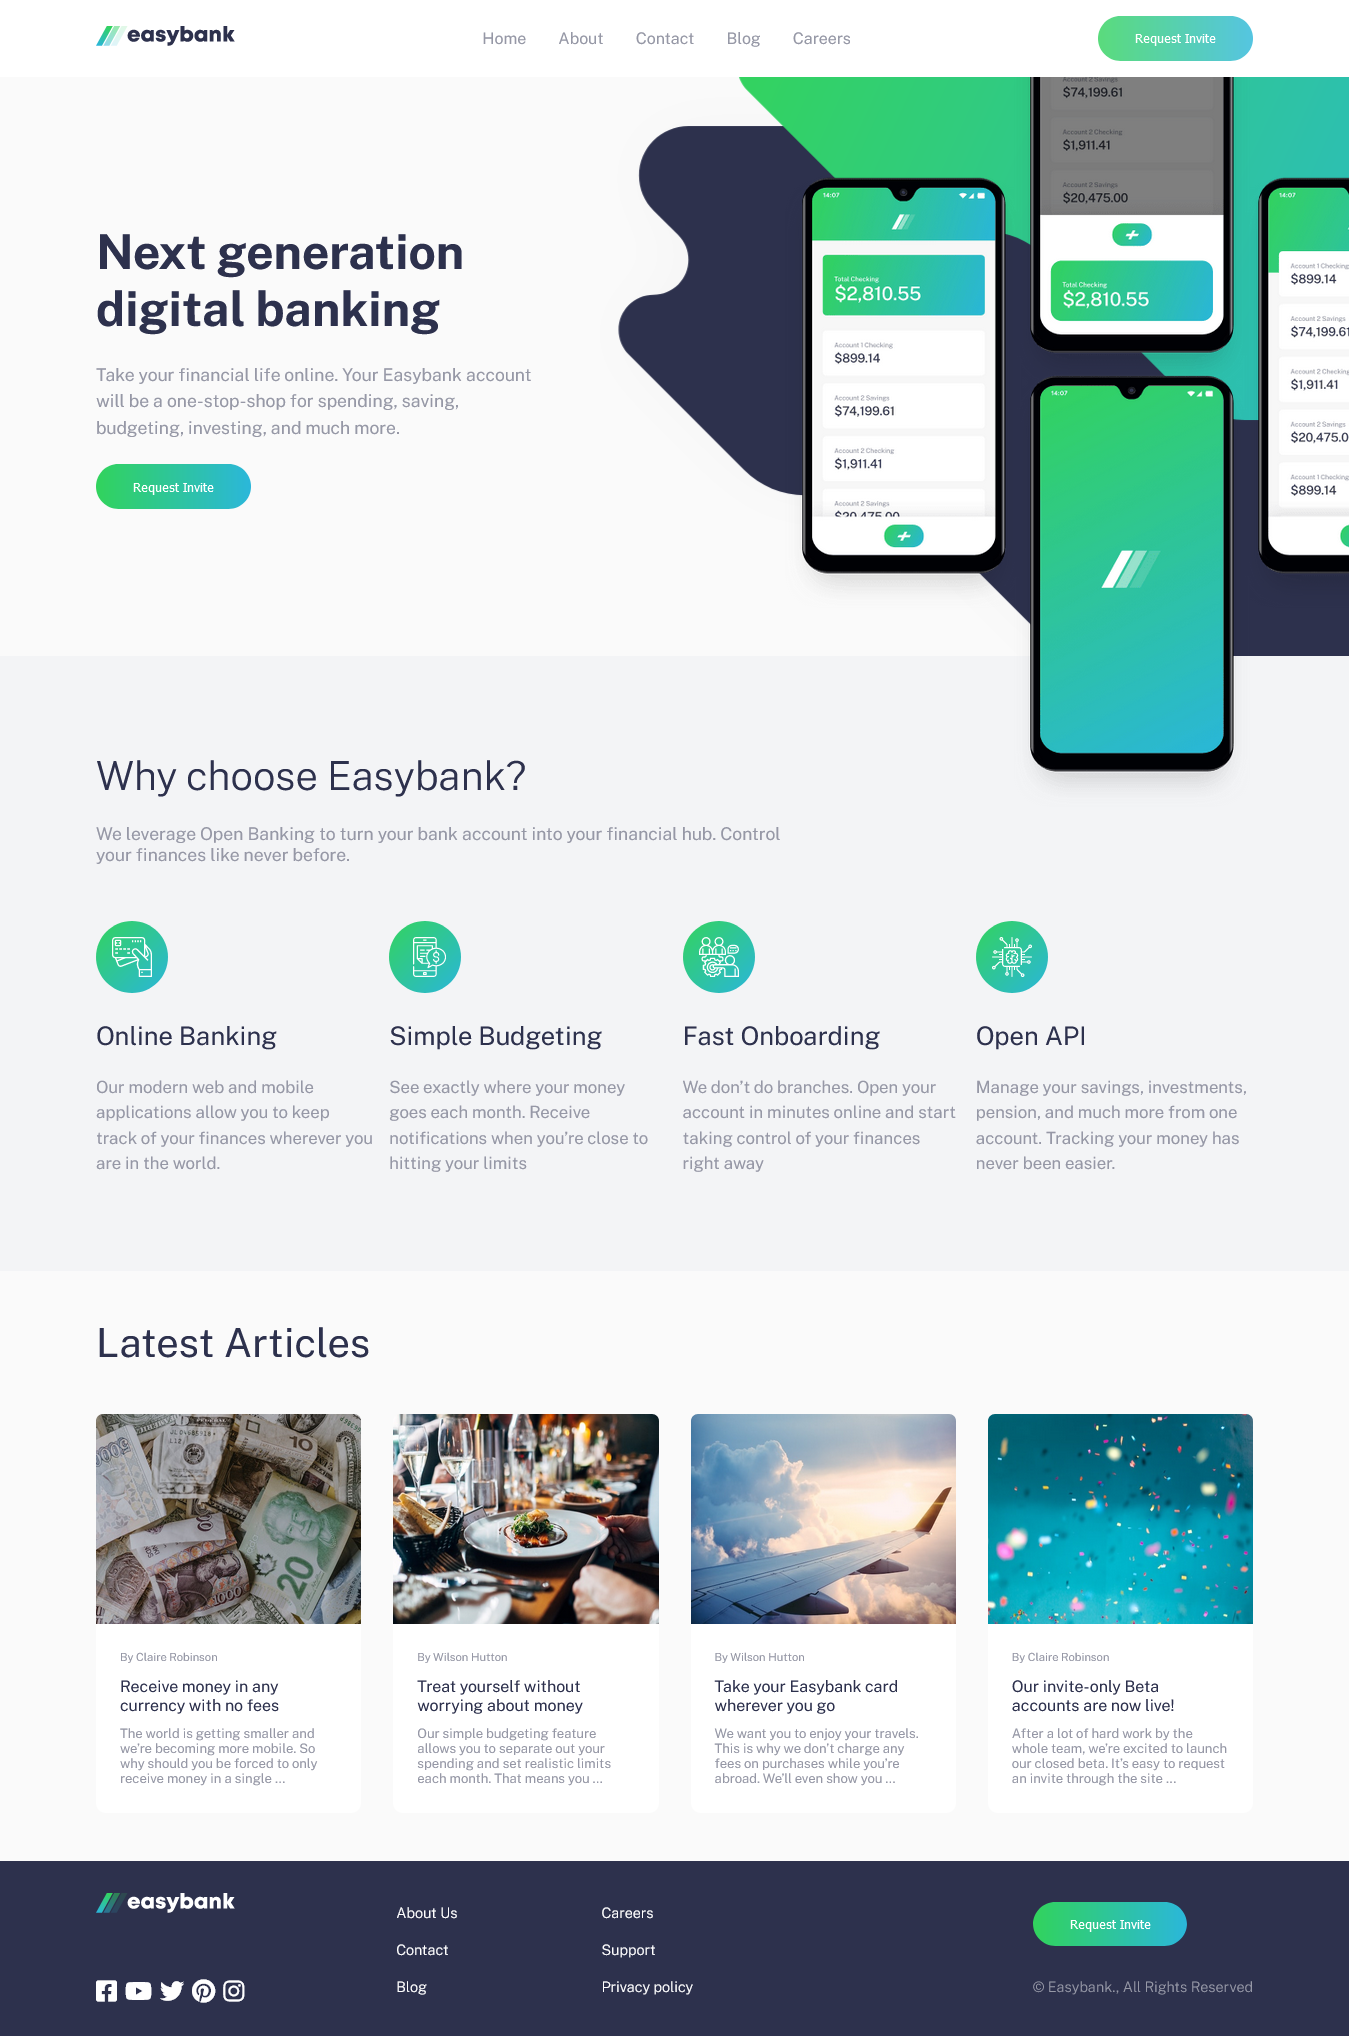 easybank
Home
About
Contact
Blog
Careers
Request Invite
Next generation
digital banking
Take your financial life online. Your Easybank account
will be a one-stop-shop for spending, saving,
budgeting, investing, and much more.
Request Invite
14:07
Total Checking
$2,810.55
Account 1 Checking
$899.14
Account 2 Savings
$74,199.61
Account 2 Checking
$1,911.41
Account 2 Savings
$20,475.00
Account 2 Savings
$74,199.61
Account 2 Checking
$1,911.41
Account 2 Savings
$20,475.00
Total Checking
$2,810.55
14:07
14:07
Account 1 Checking
$899.14
Account 2 Savings
$74,199.61
Account 2 Checking
$1,911.41
Account 2 Savings
$20,475.0
Account 1 Checking
$899.14
Why choose Easybank?
We leverage Open Banking to turn your bank account into your financial hub. Control
your finances like never before.
Online Banking
Our modern web and mobile
applications allow you to keep
track of your finances wherever you
are in the world.
Simple Budgeting
See exactly where your money
goes each month. Receive
notifications when you’re close to
hitting your limits
Fast Onboarding
We don’t do branches. Open your
account in minutes online and start
taking control of your finances
right away
Open API
Manage your savings, investments,
pension, and much more from one
account. Tracking your money has
never been easier.
Latest Articles
By Claire Robinson
Receive money in any
currency with no fees
The world is getting smaller and
we’re becoming more mobile. So
why should you be forced to only
receive money in a single ...
By Wilson Hutton
Treat yourself without
worrying about money
Our simple budgeting feature
allows you to separate out your
spending and set realistic limits
each month. That means you ...
By Wilson Hutton
Take your Easybank card
wherever you go
We want you to enjoy your travels.
This is why we don’t charge any
fees on purchases while you’re
abroad. We’ll even show you ...
By Claire Robinson
Our invite-only Beta
accounts are now live!
After a lot of hard work by the
whole team, we’re excited to launch
our closed beta. It’s easy to request
an invite through the site ...
easybank
About Us
Contact
Blog
Careers
Support
Privacy policy
Request Invite
© Easybank., All Rights Reserved